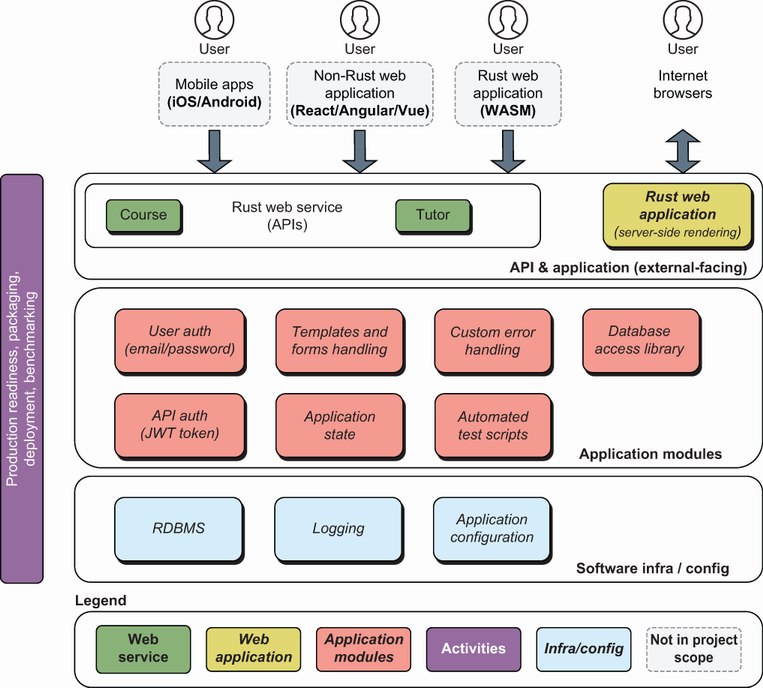 User
User
User
User
Mobile apps
(iOS/Android)
Non-Rust web
application
(React/Angular/Vue)
Rust web
application
(WASM)
Internet
browsers
Production readiness, packaging,
deployment, benchmarking
Course
Rust web service
(APIs)
Tutor
Rust web
application
(server-side rendering)
API & application (external-facing)
User auth
(email/password)
Templates and
forms handling
Custom error
handling
Database
access library
API auth
(JWT token)
Application
state
Automated
test scripts
Application modules
RDBMS
Logging
Application
configuration
Software infra / config
Legend
Web
service
Web
application
Application
modules
Activities
Infra/config
Not in project
scope